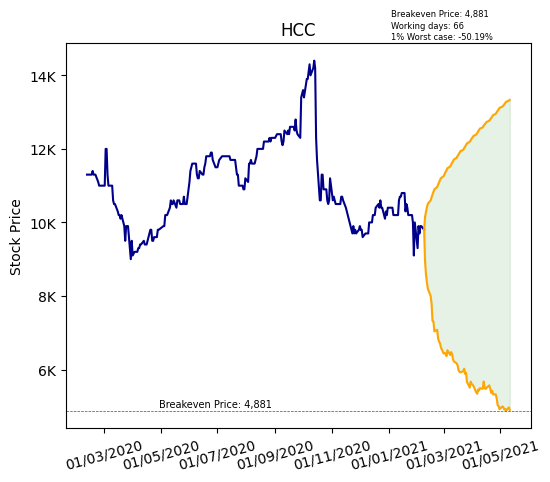 Breakeven Price: 4,881
Working days: 66
1% Worst case: -50.19%
HCC
Stock Price
14K
12K
10K
8K
6K
Breakeven Price: 4,881
01/03/2020 01/05/2020 01/07/2020 01/09/2020 01/11/2020 01/01/2021 01/03/2021 01/05/2021